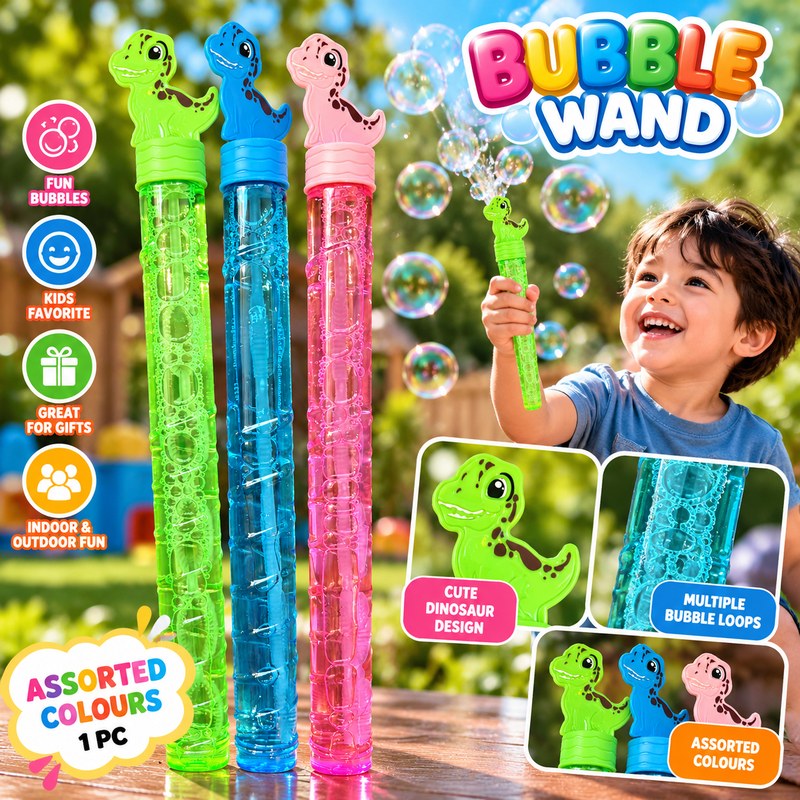 BUBBLE
WAND
FUN
BUBBLES
KIDS
FAVORITE
GREAT
FOR GIFTS
INDOOR &
OUTDOOR FUN
CUTE
DINOSAUR
DESIGN
MULTIPLE
BUBBLE LOOPS
ASSORTED
COLOURS
1 PC
ASSORTED
COLOURS